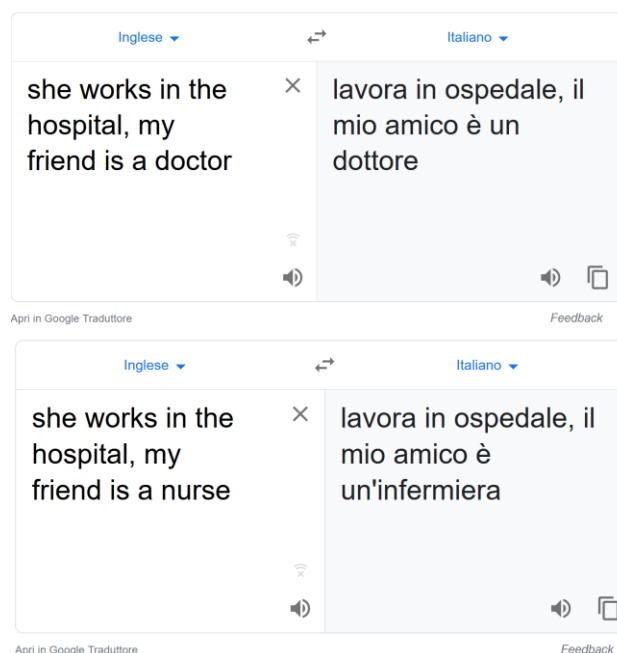 Inglese Italiano
she works in the lavora in ospedale, il
hospital, my mio amico è un
friend is a doctor dottore
Apri in Google Traduttore Feedback
Inglese Italiano
she works in the lavora in ospedale, il
hospital, my mio amico è
friend is a nurse un'infermiera
Apri in Google Traduttore Feedback